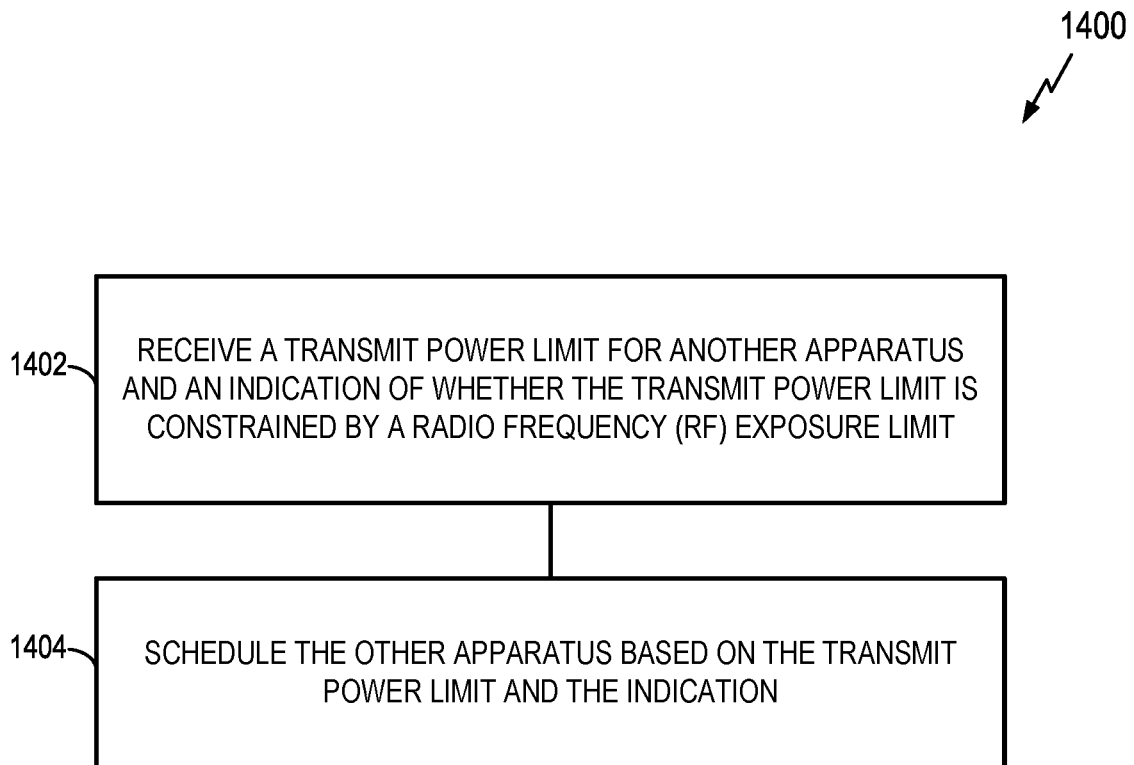 1400
1402
RECEIVE A TRANSMIT POWER LIMIT FOR ANOTHER APPARATUS
AND AN INDICATION OF WHETHER THE TRANSMIT POWER LIMIT IS
CONSTRAINED BY A RADIO FREQUENCY (RF) EXPOSURE LIMIT
1404
SCHEDULE THE OTHER APPARATUS BASED ON THE TRANSMIT
POWER LIMIT AND THE INDICATION